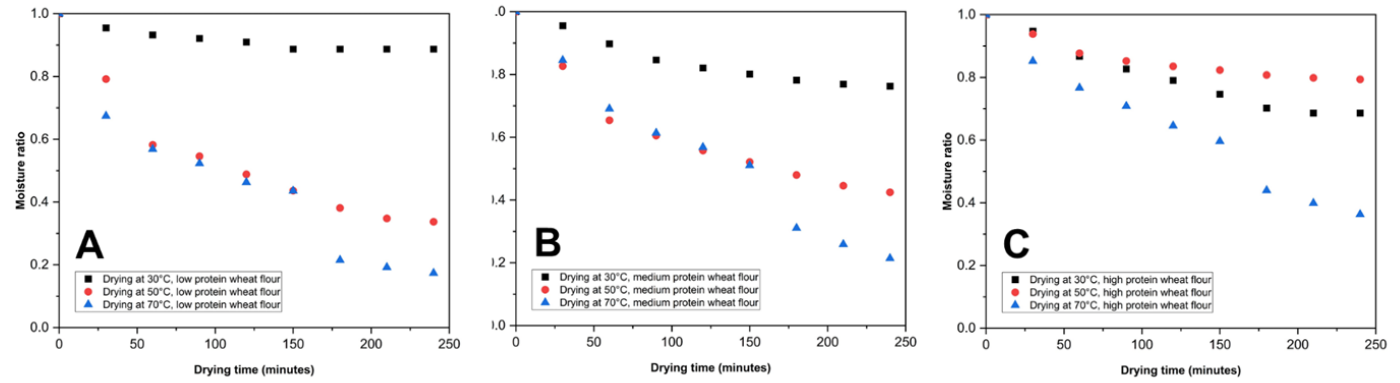 1.0
0.8
0.6
0.4
0.2
0.0
Moisture ratio
A
Drying at 30°C, low protein wheat flour
Drying at 50°C, low protein wheat flour
Drying at 70°C, low protein wheat flour
0 50 100 150 200 250
Drying time (minutes)
.0
0.8
0.6
0.4
0.2
).0
Moisture ratio
B
Drying at 30°C, medium protein wheat flour
Drying at 50°C, medium protein wheat flour
Drying at 70°C, medium protein wheat flour
0 50 100 150 200 250
Drying time (minutes)
1.0
0.8
0.6
0.4
0.2
0.0
Moisture ratio
C
Drying at 30°C, high protein wheat flour
Drying at 50°C, high protein wheat flour
Drying at 70°C, high protein wheat flour
0 50 100 150 200 250
Drying time (minutes)